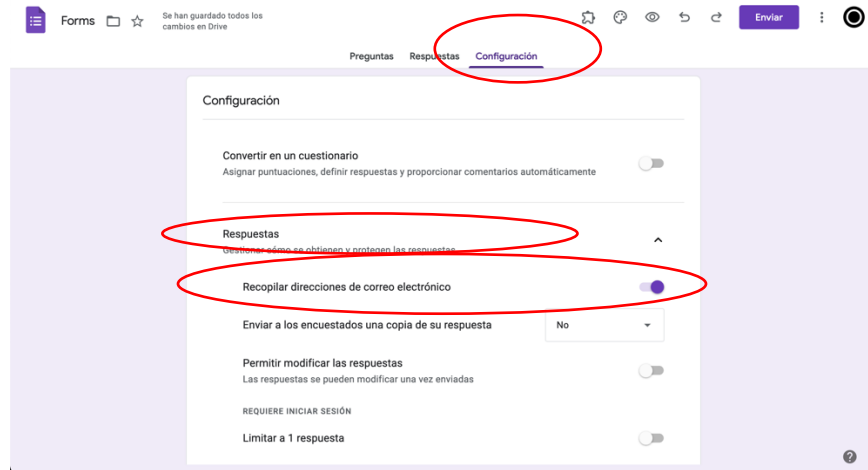 Forms
Se han guardado todos los
cambios en Drive
Enviar
Preguntas Respuestas Configuración
Configuración
Convertir en un cuestionario
Asignar puntuaciones, definir respuestas y proporcionar comentarios automáticamente
Respuestas
Gestionar cómo se obtienen y protegen las respuestas
Recopilar direcciones de correo electrónico
Enviar a los encuestados una copia de su respuesta No
Permitir modificar las respuestas
Las respuestas se pueden modificar una vez enviadas
REQUIERE INICIAR SESIÓN
Limitar a 1 respuesta